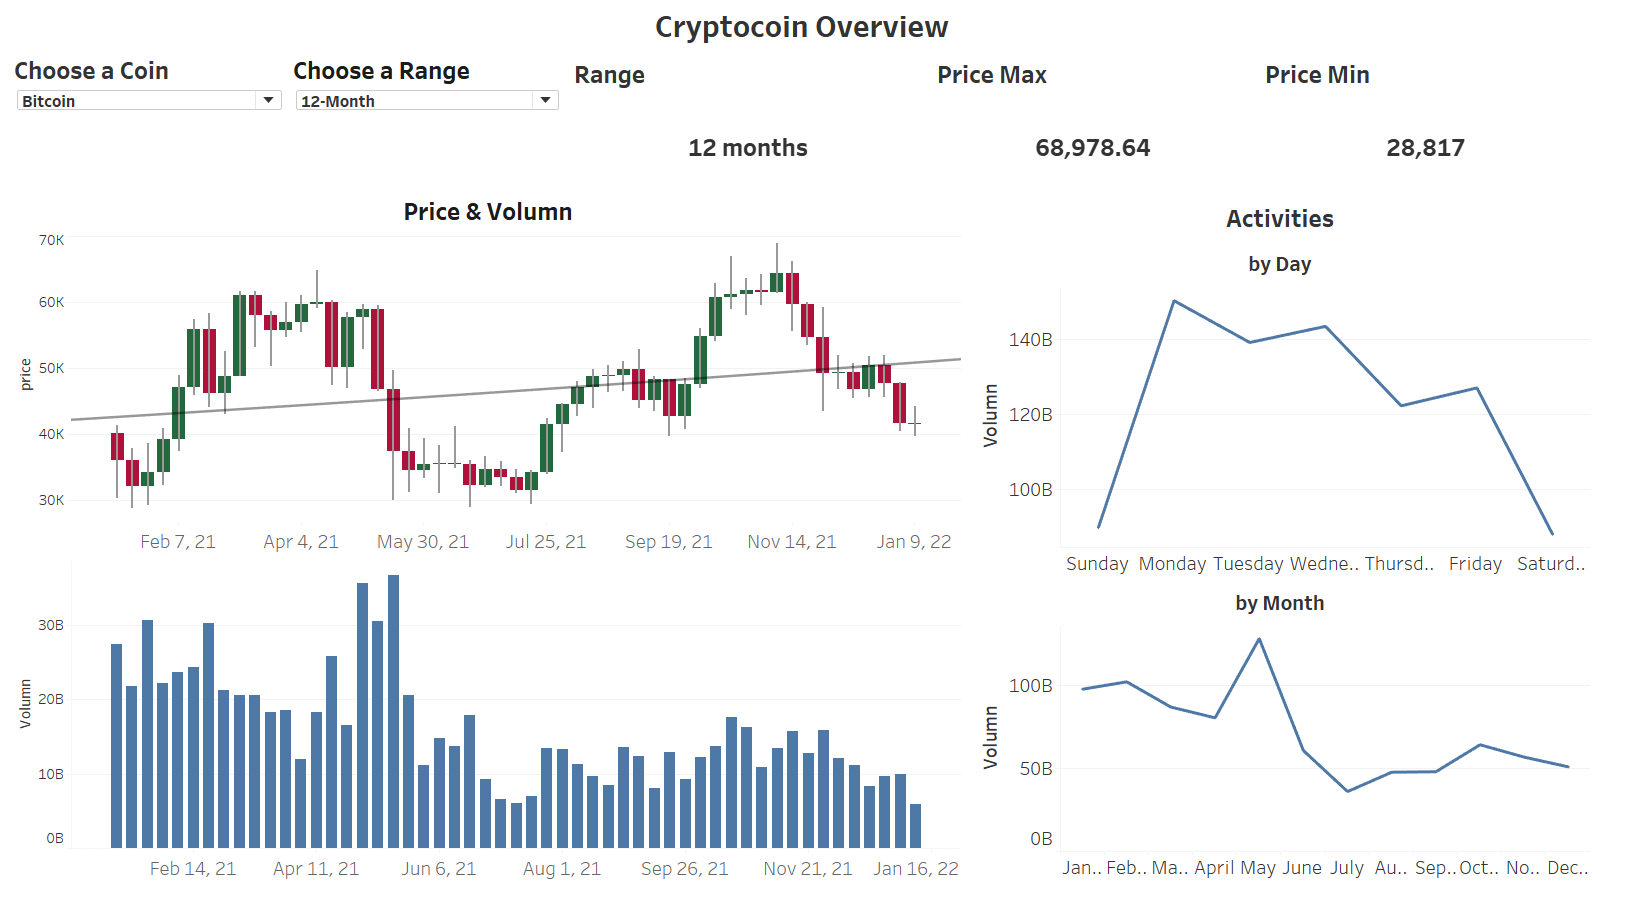 Cryptocoin Overview
Choose a Coin
Bitcoin
Choose a Range
12-Month
Range
12 months
Price Max
68,978.64
Price Min
28,817
Price & Volumn
70K
60K
50K
40K
30K
price
Feb 7, 21 Apr 4, 21 May 30, 21 Jul 25, 21 Sep 19, 21 Nov 14, 21 Jan 9, 22
30B
20B
10B
0B
Volumn
Feb 14, 21 Apr 11, 21 Jun 6, 21 Aug 1, 21 Sep 26, 21 Nov 21, 21 Jan 16, 22
Activities
by Day
140B
120B
100B
Volumn
Sunday Monday Tuesday Wedne.. Thursd.. Friday Saturd..
by Month
100B
50B
0B
Volumn
Jan.. Feb.. Ma.. April May June July Au.. Sep.. Oct.. No.. Dec..